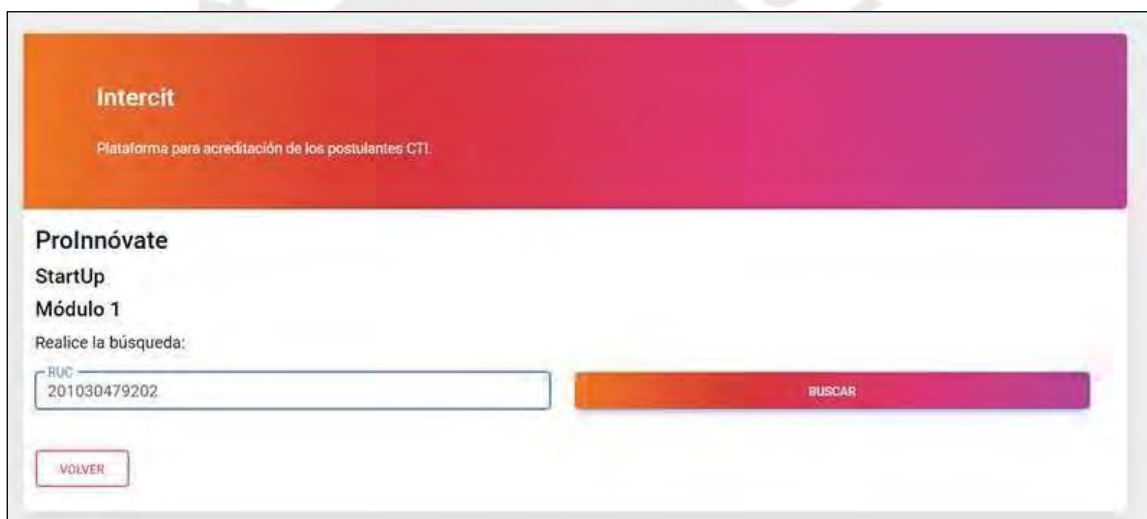 Intercit
Plataforma para acreditación de los postulantes CTI.
ProInnóvate
StartUp
Módulo 1
Realice la búsqueda:
RUC
201030479202
BUSCAR
VOLVER